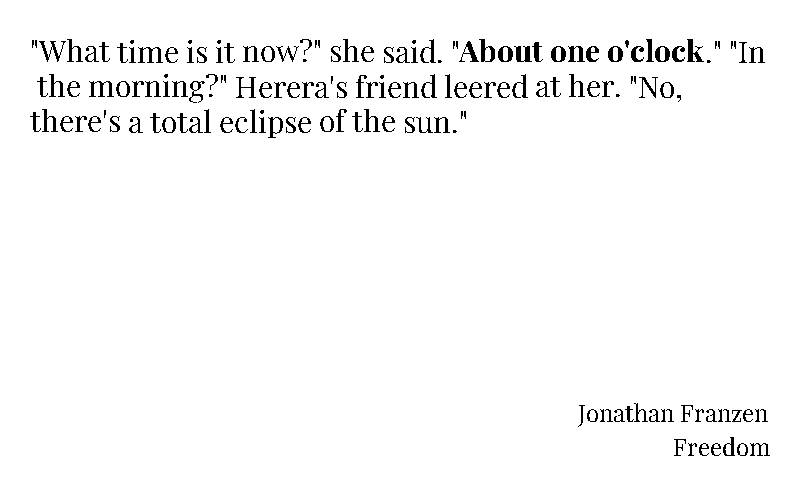 "What time is it now?" she said. "About one o'clock." "In
the morning?" Herera's friend leered at her. "No,
there's a total eclipse of the sun."
Jonathan Franzen
Freedom